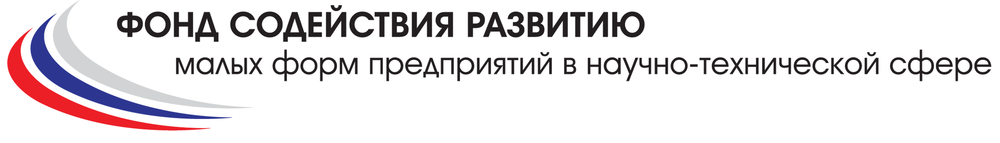 ФОНД СОДЕЙСТВИЯ РАЗВИТИЮ
малых форм предприятий в научно-технической сфере